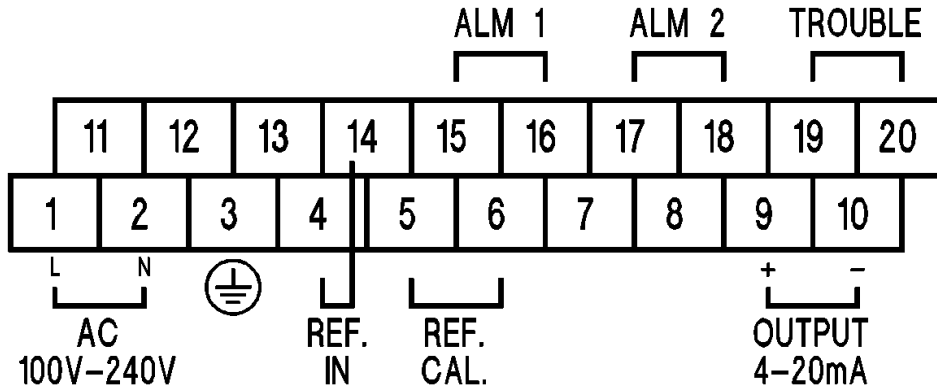 ALM 1 ALM 2 TROUBLE
11 12 13 14 15 16 17 18 19 20
1 2 3 4 5 6 7 8 9 10
L N + −
AC 100V−240V
REF. IN
REF. CAL.
OUTPUT 4−20mA